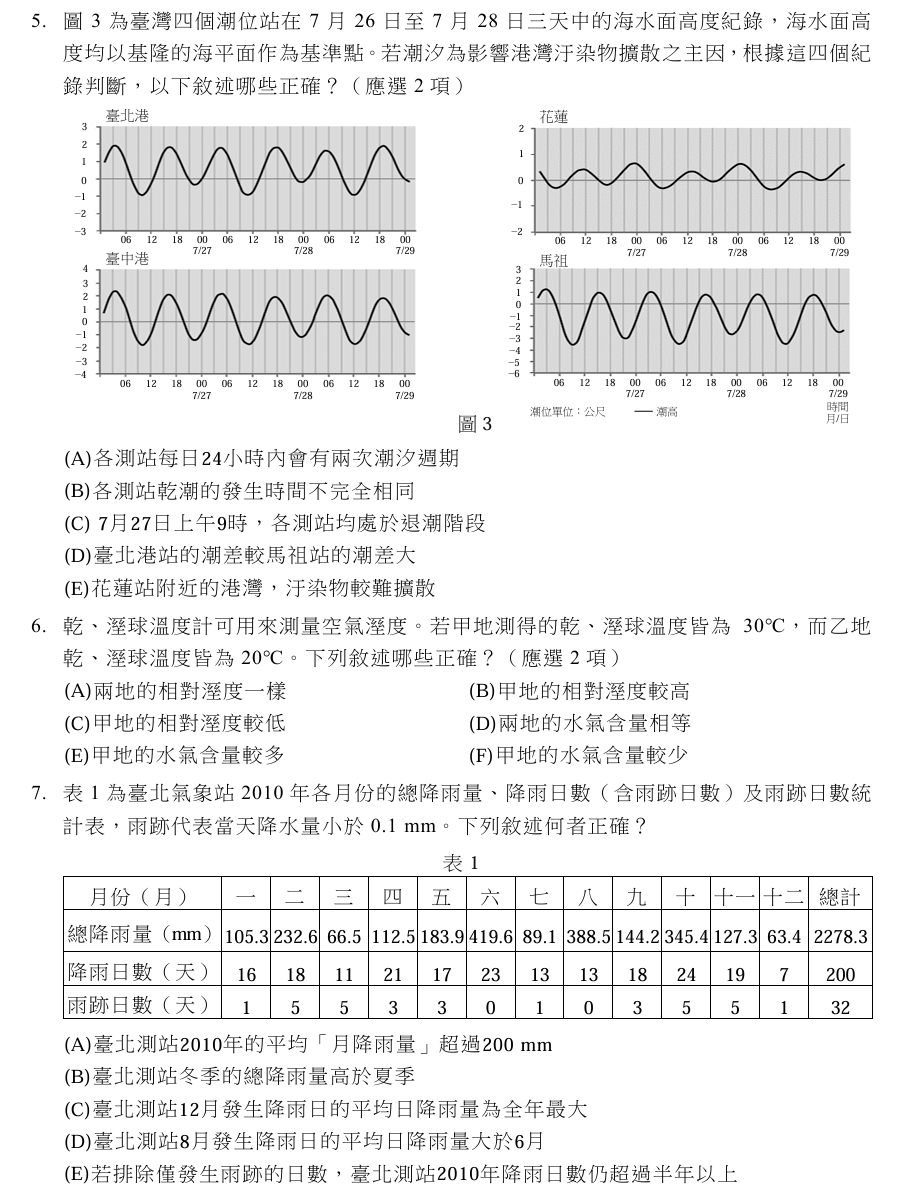 5. 圖 3 為臺灣四個潮位站在 7 月 26 日至 7 月 28 日三天中的海水面高度紀錄，海水面高
度均以基隆的海平面作為基準點。若潮汐為影響港灣汙染物擴散之主因，根據這四個紀
錄判斷，以下敘述哪些正確？（應選 2 項）
臺北港
3
2
1
0
−1
−2
−3
06 12 18 00 06 12 18 00 06 12 18 00
7/27 7/28 7/29
花蓮
2
1
0
−1
−2
06 12 18 00 06 12 18 00 06 12 18 00
7/27 7/28 7/29
臺中港
4
3
2
1
0
−1
−2
−3
−4
06 12 18 00 06 12 18 00 06 12 18 00
7/27 7/28 7/29
馬祖
3
2
1
0
−1
−2
−3
−4
−5
−6
06 12 18 00 06 12 18 00 06 12 18 00
7/27 7/28 7/29
潮位單位：公尺 潮高 時間
月/日
圖 3
(A)各測站每日24小時內會有兩次潮汐週期
(B)各測站乾潮的發生時間不完全相同
(C) 7月27日上午9時，各測站均處於退潮階段
(D)臺北港站的潮差較馬祖站的潮差大
(E)花蓮站附近的港灣，汙染物較難擴散
6. 乾、溼球溫度計可用來測量空氣溼度。若甲地測得的乾、溼球溫度皆為 30℃，而乙地
乾、溼球溫度皆為 20℃。下列敘述哪些正確？（應選 2 項）
(A)兩地的相對溼度一樣 (B)甲地的相對溼度較高
(C)甲地的相對溼度較低 (D)兩地的水氣含量相等
(E)甲地的水氣含量較多 (F)甲地的水氣含量較少
7. 表 1 為臺北氣象站 2010 年各月份的總降雨量、降雨日數（含雨跡日數）及雨跡日數統
計表，雨跡代表當天降水量小於 0.1 mm。下列敘述何者正確？
表 1
月份（月） 一 二 三 四 五 六 七 八 九 十 十一 十二 總計
總降雨量（mm） 105.3 232.6 66.5 112.5 183.9 419.6 89.1 388.5 144.2 345.4 127.3 63.4 2278.3
降雨日數（天） 16 18 11 21 17 23 13 13 18 24 19 7 200
雨跡日數（天） 1 5 5 3 3 0 1 0 3 5 5 1 32
(A)臺北測站2010年的平均「月降雨量」超過200 mm
(B)臺北測站冬季的總降雨量高於夏季
(C)臺北測站12月發生降雨日的平均日降雨量為全年最大
(D)臺北測站8月發生降雨日的平均日降雨量大於6月
(E)若排除僅發生雨跡的日數，臺北測站2010年降雨日數仍超過半年以上